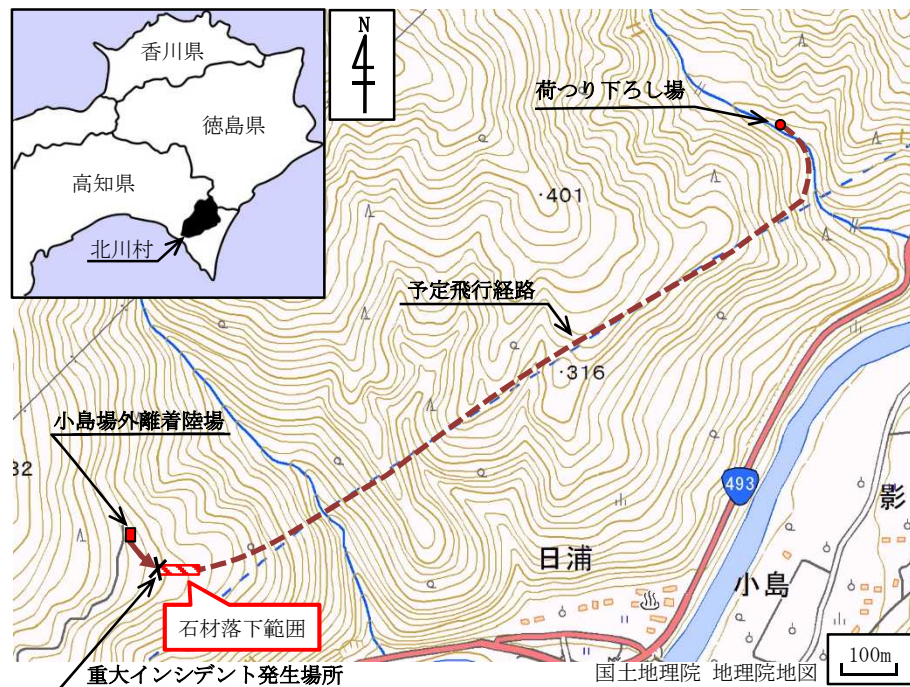 香川県
徳島県
高知県
北川村
N
荷つり下ろし場
・401
予定飛行経路
・316
小島場外離着陸場
32
493
影
日浦
小島
石材落下範囲
重大インシデント発生場所
国土地理院 地理院地図
100m